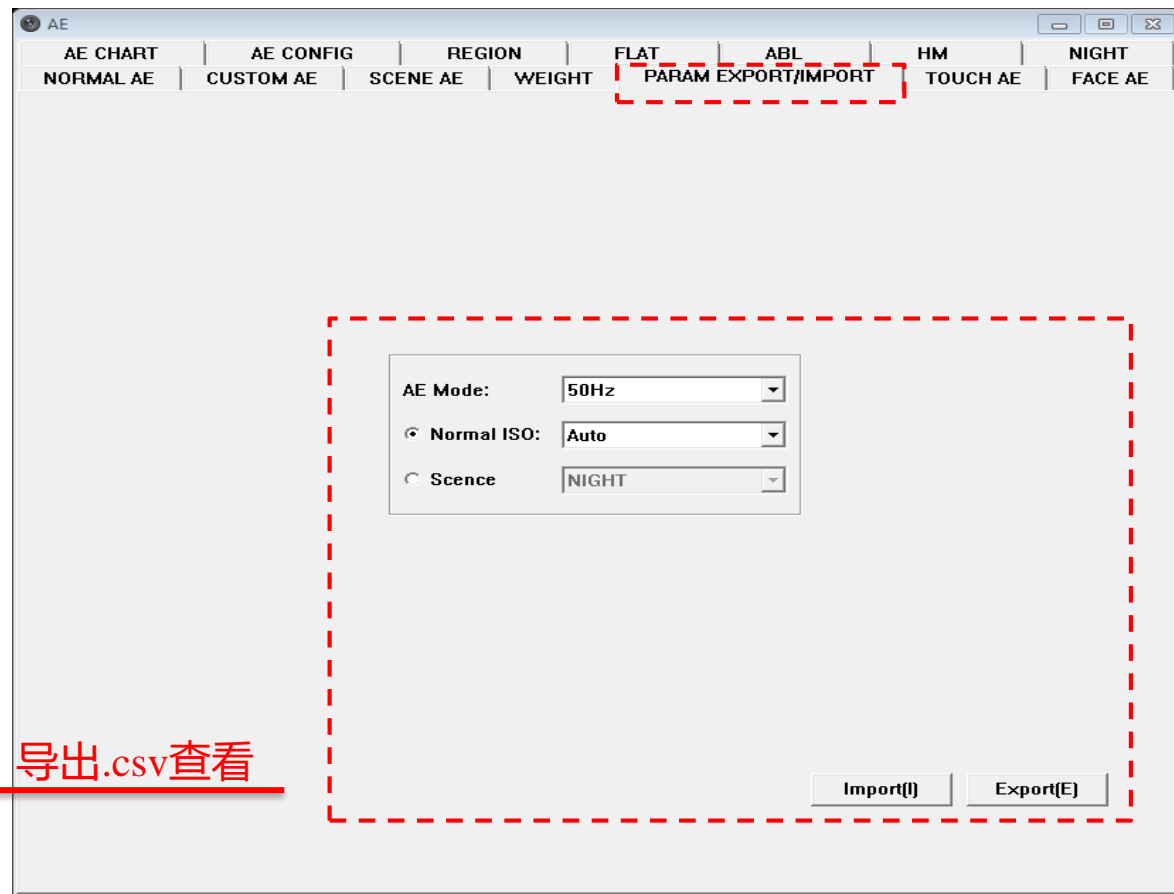 AE
AE CHART AE CONFIG REGION FLAT ABL HM NIGHT
NORMAL AE CUSTOM AE SCENE AE WEIGHT PARAM EXPORT/IMPORT TOUCH AE FACE AE
AE Mode: 50Hz
Normal ISO: Auto
Scence NIGHT
导出.csv查看
Import(I) Export(E)